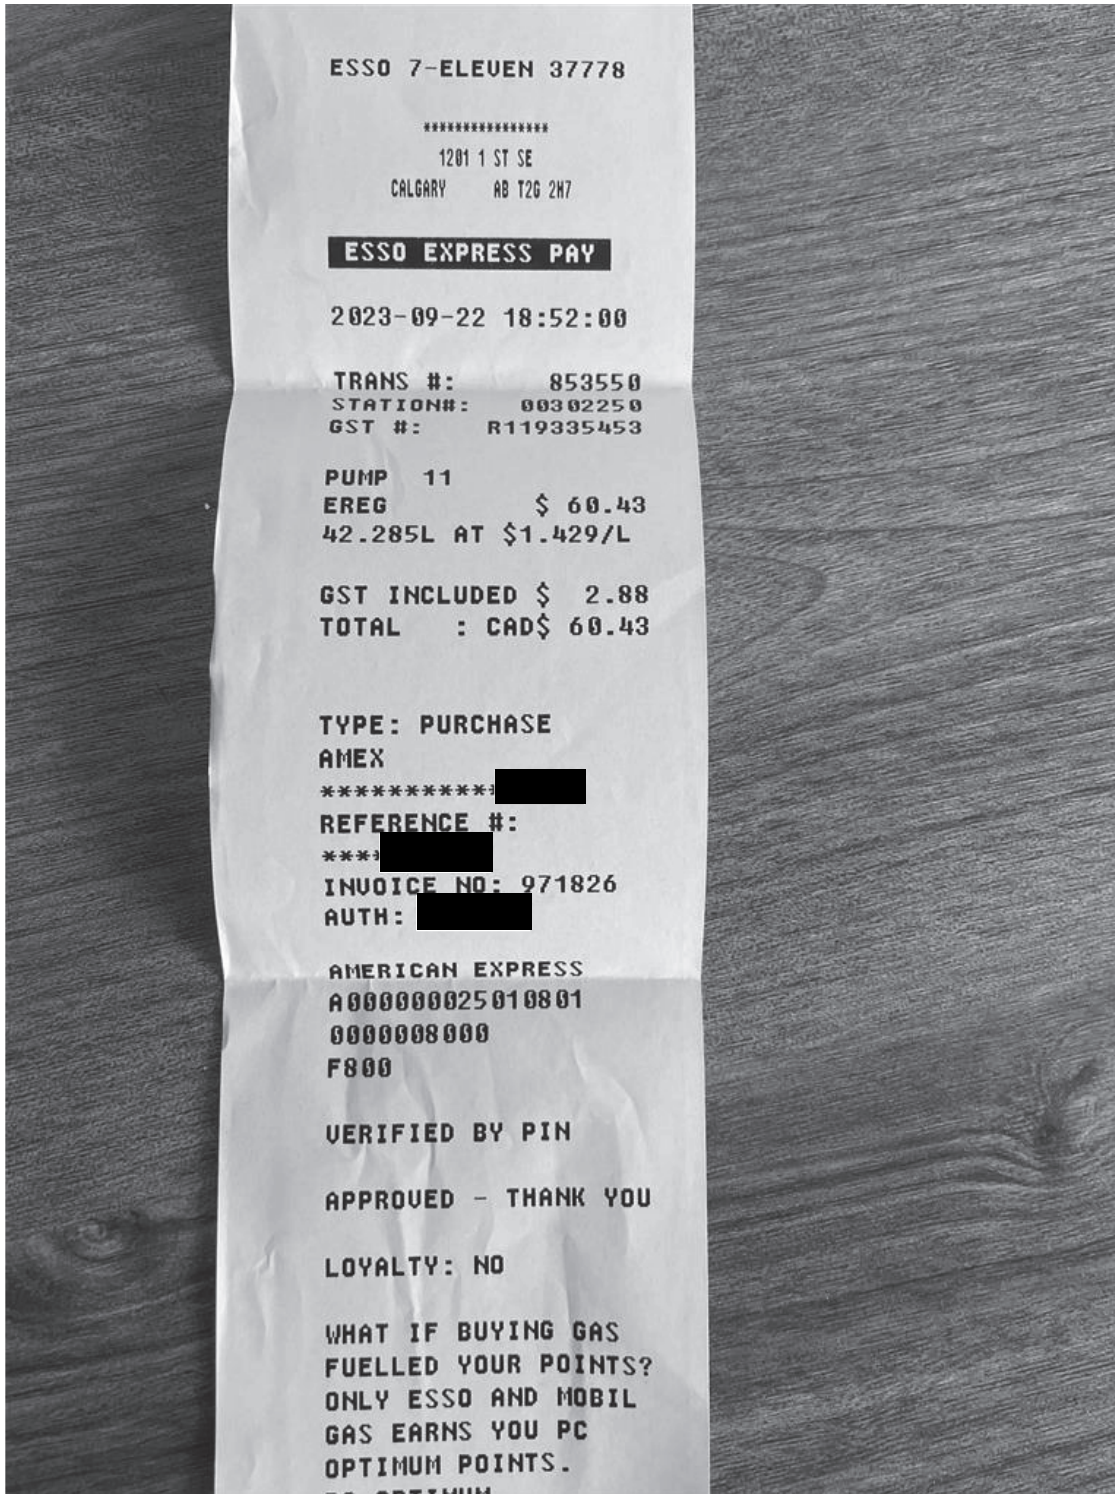 ESSO 7-ELEVEN 37778
****************
1201 1 ST SE
CALGARY AB T2G 2M7
ESSO EXPRESS PAY
2023-09-22 18:52:00
TRANS #: 853550
STATION#: 00302250
GST #: R119335453
PUMP 11
EREG $ 60.43
42.285L AT $1.429/L
GST INCLUDED $ 2.88
TOTAL : CAD$ 60.43
TYPE: PURCHASE
AMEX
***********
REFERENCE #:
****
INVOICE NO: 971826
AUTH:
AMERICAN EXPRESS
A000000025010801
0000008000
F800
VERIFIED BY PIN
APPROVED - THANK YOU
LOYALTY: NO
WHAT IF BUYING GAS
FUELLED YOUR POINTS?
ONLY ESSO AND MOBIL
GAS EARNS YOU PC
OPTIMUM POINTS.